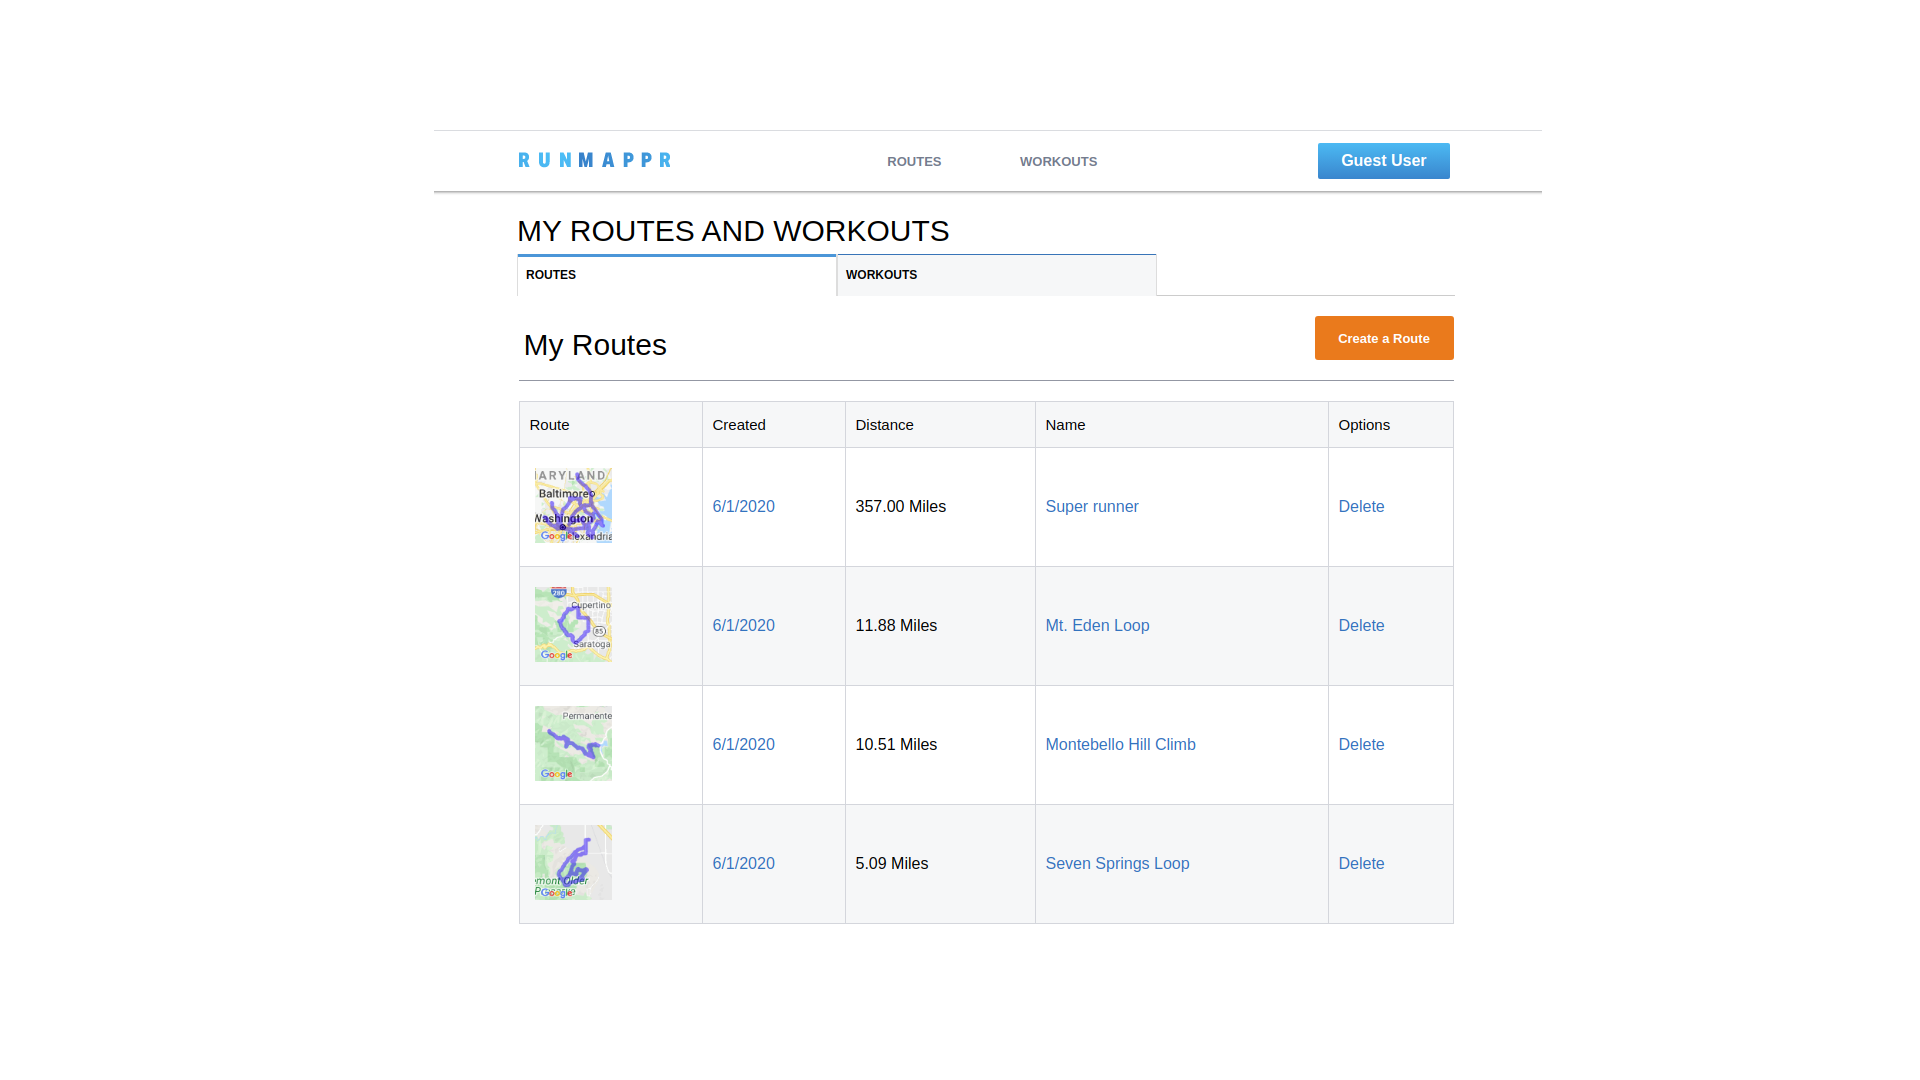 RUNMAPPR
ROUTES
WORKOUTS
Guest User
MY ROUTES AND WORKOUTS
ROUTES
WORKOUTS
My Routes
Create a Route
Route
Created
Distance
Name
Options
ARYLAND
Baltimore
Washington
Google
lexandria
6/1/2020
357.00 Miles
Super runner
Delete
280
Cupertino
85
Saratoga
Google
6/1/2020
11.88 Miles
Mt. Eden Loop
Delete
Permanente
Google
6/1/2020
10.51 Miles
Montebello Hill Climb
Delete
emont Older
Preserve
Google
6/1/2020
5.09 Miles
Seven Springs Loop
Delete